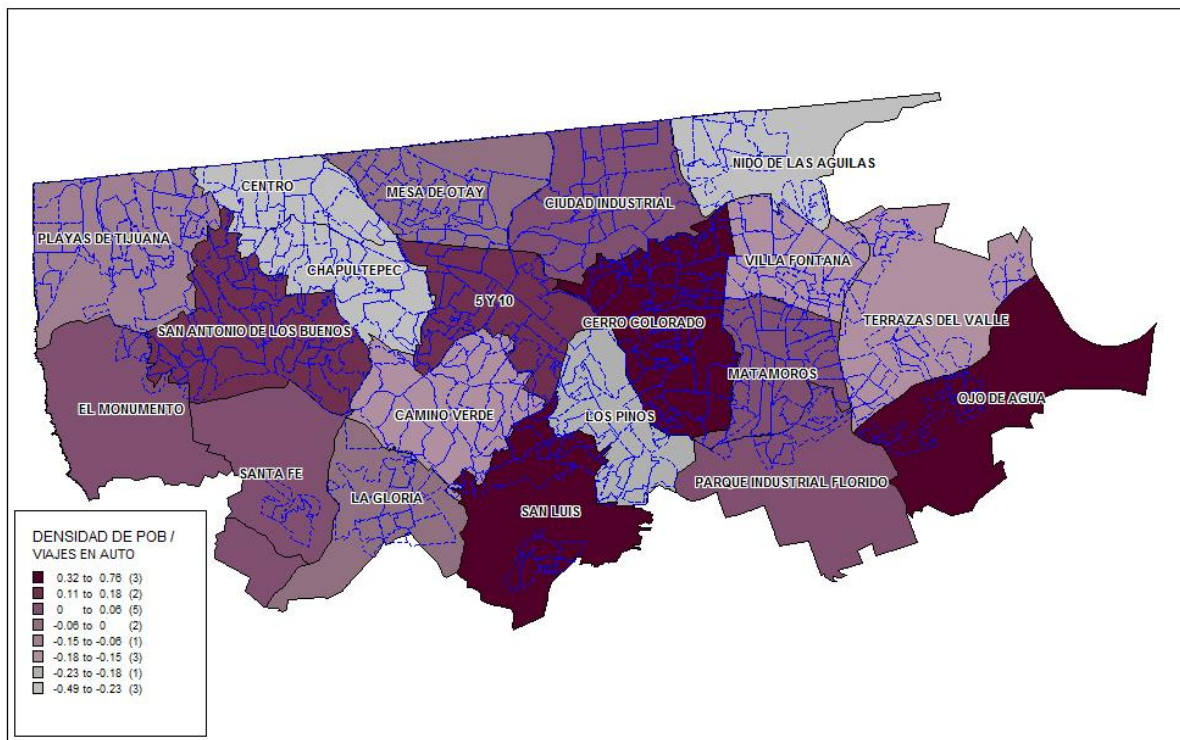 NIDO DE LAS AGUILAS
CENTRO
MESA DE OTAY
CIUDAD INDUSTRIAL
PLAYAS DE TIJUANA
CHAPULTEPEC
VILLA FONTANA
5 Y 10
SAN ANTONIO DE LOS BUENOS
CERRO COLORADO
TERRAZAS DEL VALLE
MATAMOROS
EL MONUMENTO
CAMINO VERDE
LOS PINOS
OJO DE AGUA
SANTA FE
LA GLORIA
PARQUE INDUSTRIAL FLORIDO
SAN LUIS
DENSIDAD DE POB /
VIAJES EN AUTO
0.32 to 0.76 (3)
0.11 to 0.18 (2)
0 to 0.06 (5)
-0.06 to 0 (2)
-0.15 to -0.06 (1)
-0.18 to -0.15 (3)
-0.23 to -0.18 (1)
-0.49 to -0.23 (3)